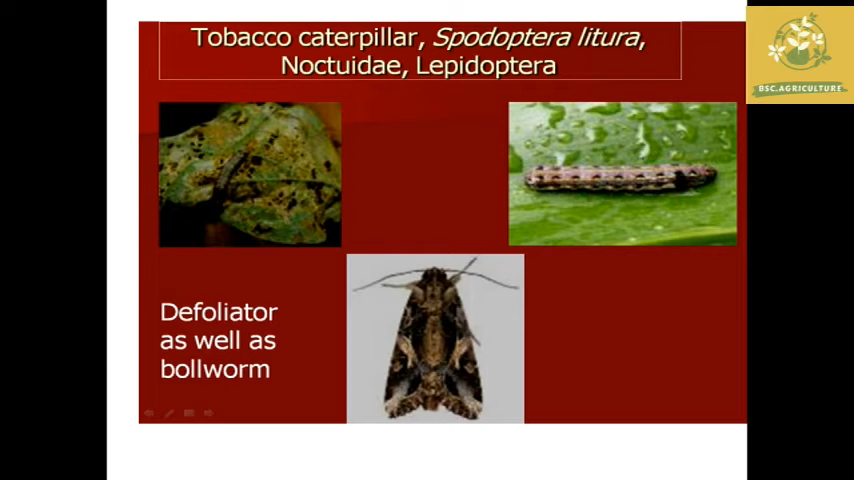 Tobacco caterpillar, Spodoptera litura,
Noctuidae, Lepidoptera
BSC.AGRICULTURE
Defoliator
as well as
bollworm